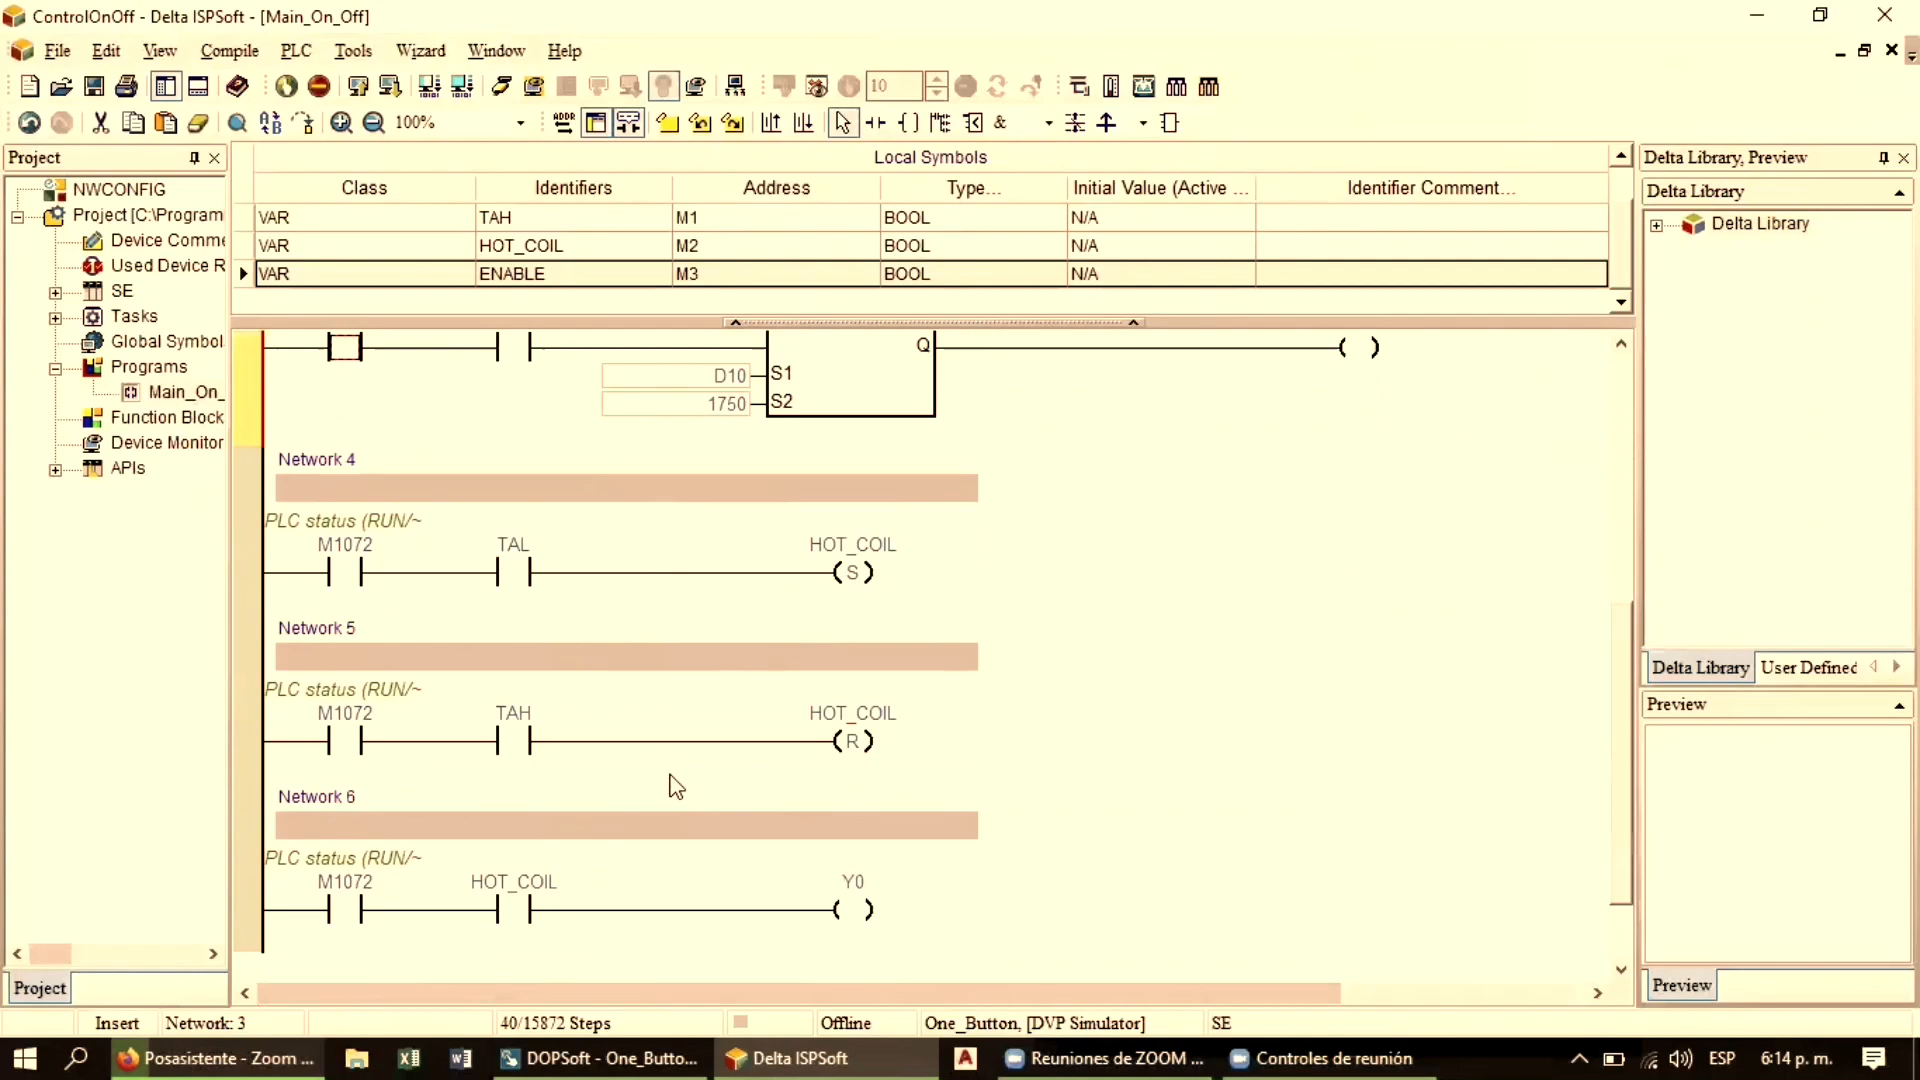 ControlOnOff - Delta ISPSoft - [Main_On_Off]
File Edit View Compile PLC Tools Wizard Window Help
10
100%
ADDR
&
Project
NWCONFIG
Project [C:\Program
Device Comme
Used Device R
SE
Tasks
Global Symbol
Programs
Main_On_
Function Block
Device Monitor
APIs
Project
Local Symbols
Class Identifiers Address Type... Initial Value (Active ... Identifier Comment...
VAR TAH M1 BOOL N/A
VAR HOT_COIL M2 BOOL N/A
VAR ENABLE M3 BOOL N/A
Q
D10 S1
1750 S2
Network 4
PLC status (RUN/~
M1072 TAL HOT_COIL
S
Network 5
PLC status (RUN/~
M1072 TAH HOT_COIL
R
Network 6
PLC status (RUN/~
M1072 HOT_COIL Y0
Delta Library, Preview
Delta Library
Delta Library
Delta Library User Defined
Preview
Preview
Insert Network: 3 40/15872 Steps Offline One_Button, [DVP Simulator] SE
Posasistente - Zoom ... DOPSoft - One_Butto... Delta ISPSoft Reuniones de ZOOM ... Controles de reunión ESP 6:14 p. m.